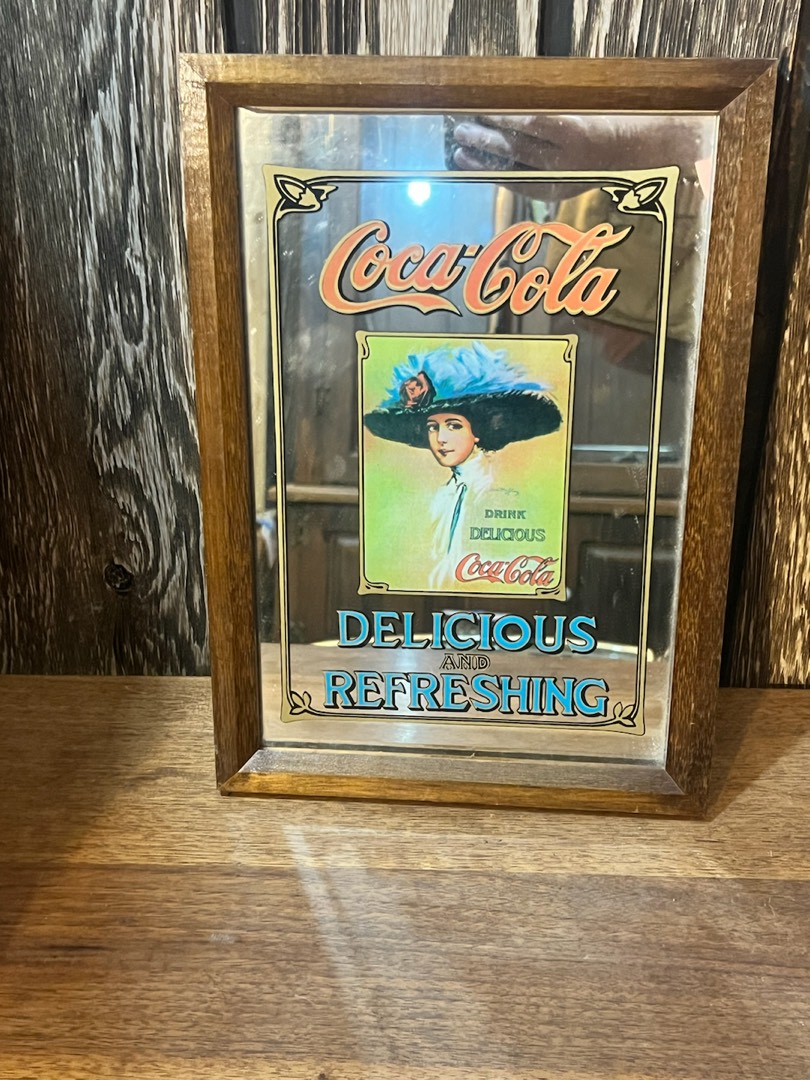 Coca-Cola
DRINK
DELICIOUS
Coca-Cola
DELICIOUS
AND
REFRESHING